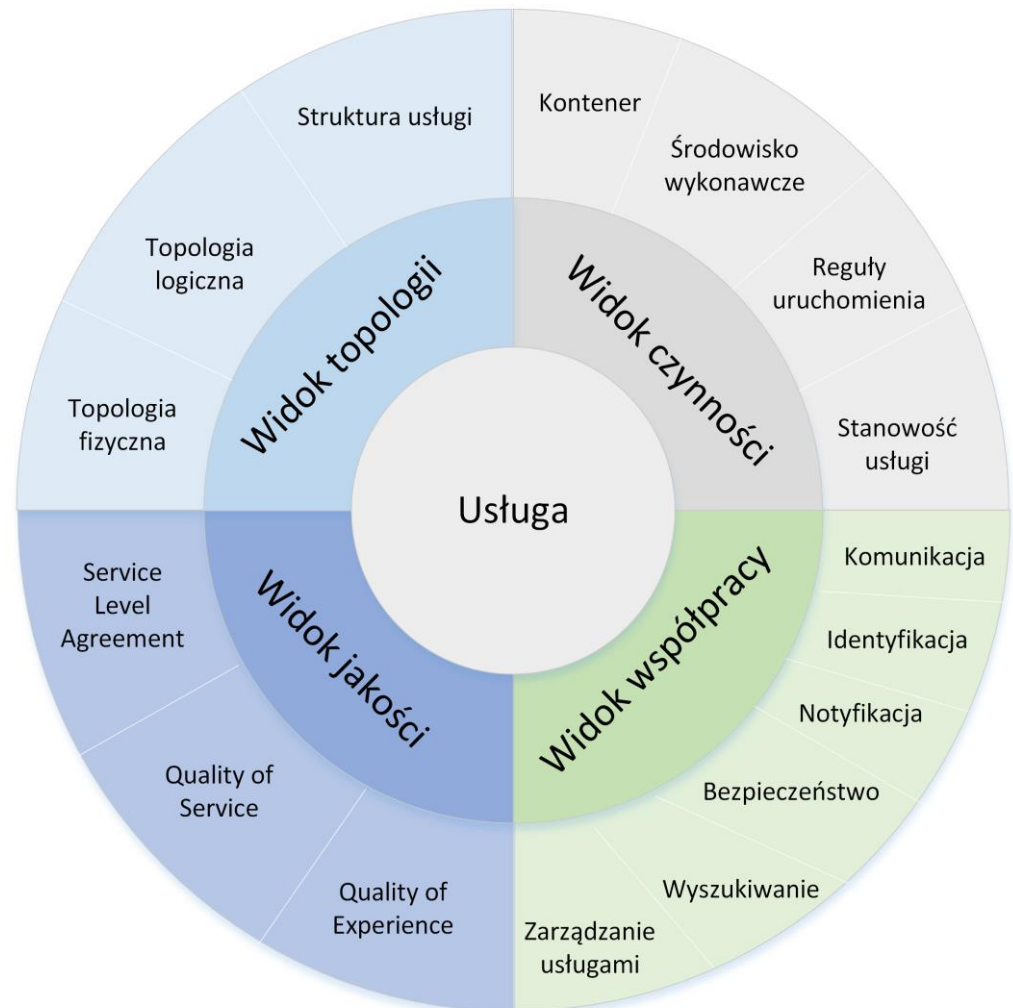 Struktura usługi
Topologia
logiczna
Topologia
fizyczna
Widok topologii
Kontener
Środowisko
wykonawcze
Reguły
uruchomienia
Stanowość
usługi
Widok czynności
Usługa
Service
Level
Agreement
Quality of
Service
Quality of
Experience
Widok jakości
Widok współpracy
Komunikacja
Identyfikacja
Notyfikacja
Bezpieczeństwo
Wyszukiwanie
Zarządzanie
usługami